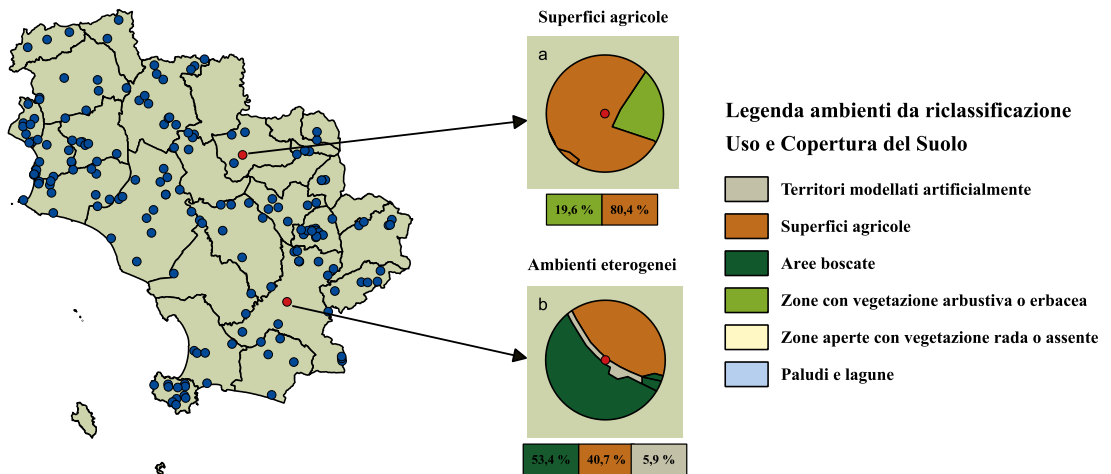 Superfici agricole
a
19,6 % 80,4 %
Ambienti eterogenei
b
53,4 % 40,7 % 5,9 %
Legenda ambienti da riclassificazione
Uso e Copertura del Suolo
Territori modellati artificialmente
Superfici agricole
Aree boscate
Zone con vegetazione arbustiva o erbacea
Zone aperte con vegetazione rada o assente
Paludi e lagune